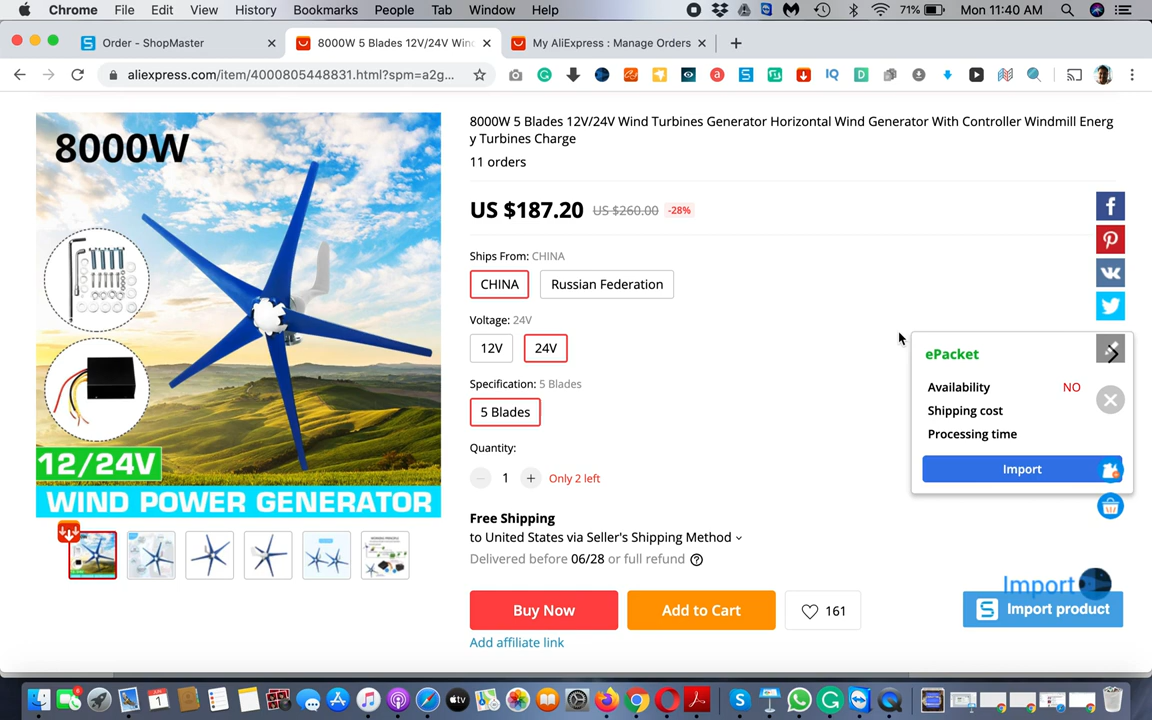 Chrome File Edit View History Bookmarks People Tab Window Help 71% Mon 11:40 AM
Order - ShopMaster
8000W 5 Blades 12V/24V Win
My AliExpress : Manage Orders
aliexpress.com/item/4000805448831.html?spm=a2g...
8000W
12/24V
WIND POWER GENERATOR
8000W 5 Blades 12V/24V Wind Turbines Generator Horizontal Wind Generator With Controller Windmill Energ
y Turbines Charge
11 orders
US $187.20 US $260.00 -28%
Ships From: CHINA
CHINA Russian Federation
Voltage: 24V
12V 24V
Specification: 5 Blades
5 Blades
Quantity:
1 Only 2 left
Free Shipping
to United States via Seller's Shipping Method
Delivered before 06/28 or full refund
Buy Now Add to Cart 161
Add affiliate link
ePacket
Availability NO
Shipping cost
Processing time
Import
Import
Import product